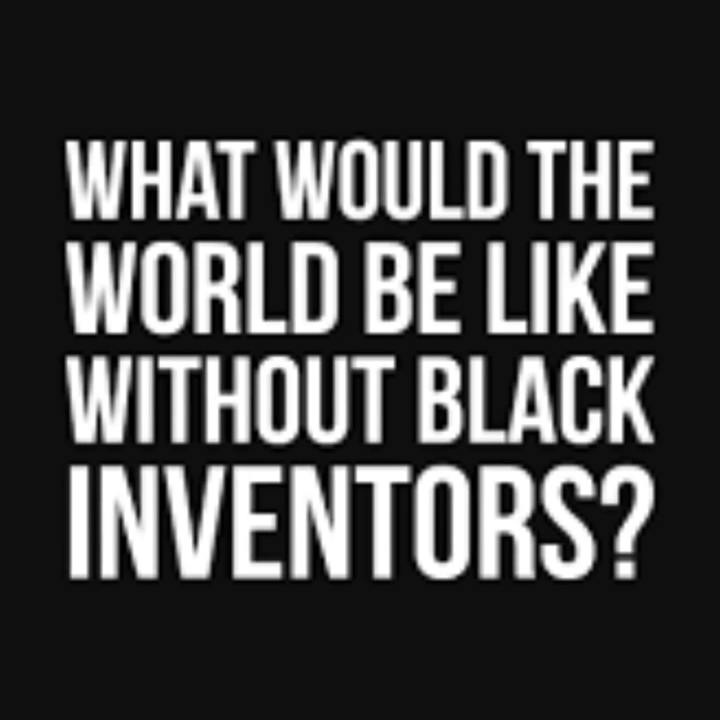 WHAT WOULD THE
WORLD BE LIKE
WITHOUT BLACK
INVENTORS?